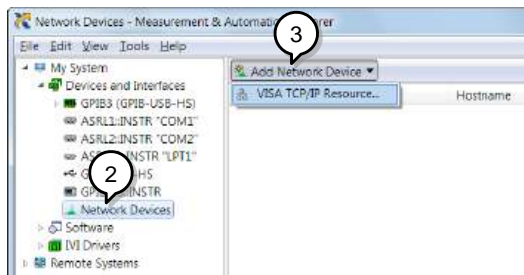 Network Devices - Measurement & Automation Explorer
File Edit View Tools Help
3
My System
Add Network Device
Devices and Interfaces
VISA TCP/IP Resource...
Hostname
GPIB3 (GPIB-USB-HS)
ASRL1::INSTR "COM1"
ASRL2::INSTR "COM2"
INSTR "LPT1"
2
HS
INSTR
Network Devices
Software
IVI Drivers
Remote Systems